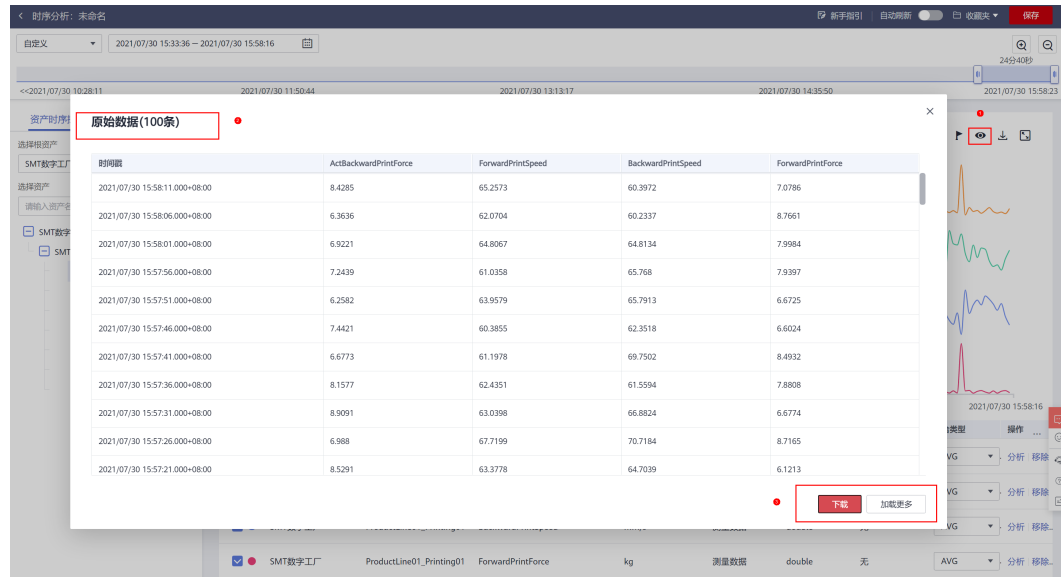 时序分析：未命名
新手指引 自动刷新 收藏夹 保存
自定义 2021/07/30 15:33:36 — 2021/07/30 15:58:16
24分40秒
<<2021/07/30 10:28:11 2021/07/30 11:50:44 2021/07/30 13:13:17 2021/07/30 14:35:50 2021/07/30 15:58:23
资产时序
选择根资产
SMT数字工厂
选择资产
请输入资产名
SMT数字
SMT
原始数据(100条)
时间戳 ActBackwardPrintForce ForwardPrintSpeed BackwardPrintSpeed ForwardPrintForce
2021/07/30 15:58:11.000+08:00 8.4285 65.2573 60.3972 7.0786
2021/07/30 15:58:06.000+08:00 6.3636 62.0704 60.2337 8.7661
2021/07/30 15:58:01.000+08:00 6.9221 64.8067 64.8134 7.9984
2021/07/30 15:57:56.000+08:00 7.2439 61.0358 65.768 7.9397
2021/07/30 15:57:51.000+08:00 6.2582 63.9579 65.7913 6.6725
2021/07/30 15:57:46.000+08:00 7.4421 60.3855 62.3518 6.6024
2021/07/30 15:57:41.000+08:00 6.6773 61.1978 69.7502 8.4932
2021/07/30 15:57:36.000+08:00 8.1577 62.4351 61.5594 7.8808
2021/07/30 15:57:31.000+08:00 8.9091 63.0398 66.8824 6.6774
2021/07/30 15:57:26.000+08:00 6.988 67.7199 70.7184 8.7165
2021/07/30 15:57:21.000+08:00 8.5291 63.3778 64.7039 6.1213
下载 加载更多
2021/07/30 15:58:16
类型 操作 ...
VG 分析 移除
VG 分析 移除
VG 分析 移除
SMT数字工厂 ProductLine01_Printing01 ForwardPrintForce kg 测量数据 double 无 AVG 分析 移除